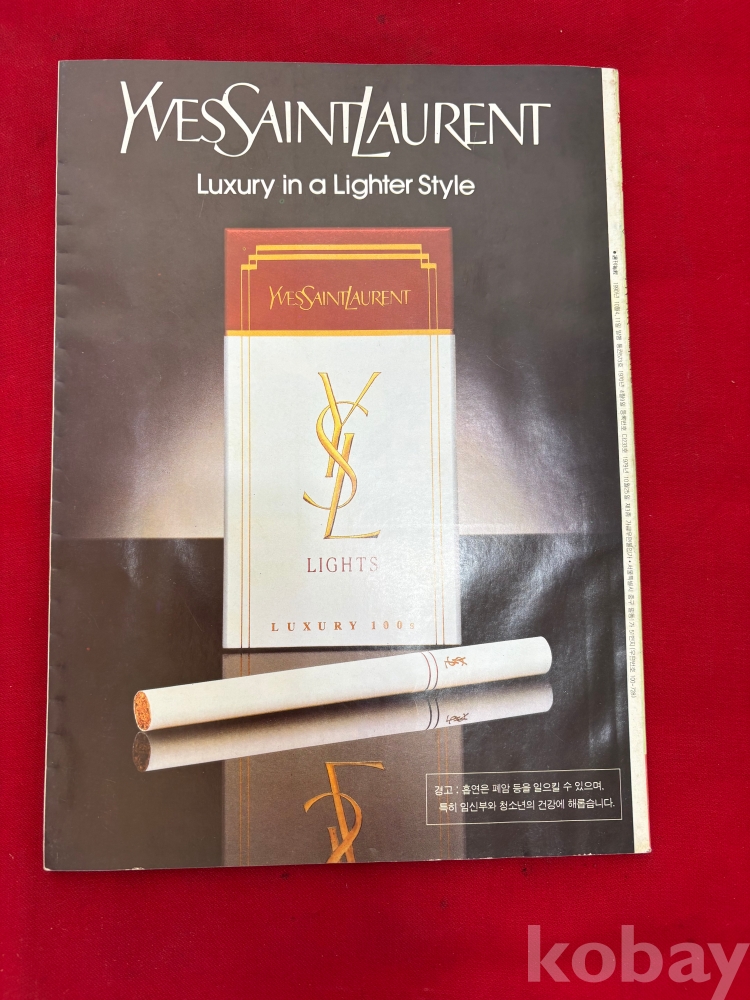 YVESSAINTLAURENT
Luxury in a Lighter Style
YVESSAINTLAURENT
YSL
LIGHTS
LUXURY 100s
YSL
경고 : 흡연은 폐암 등을 일으킬 수 있으며,
특히 임신부와 청소년의 건강에 해롭습니다.
kobay